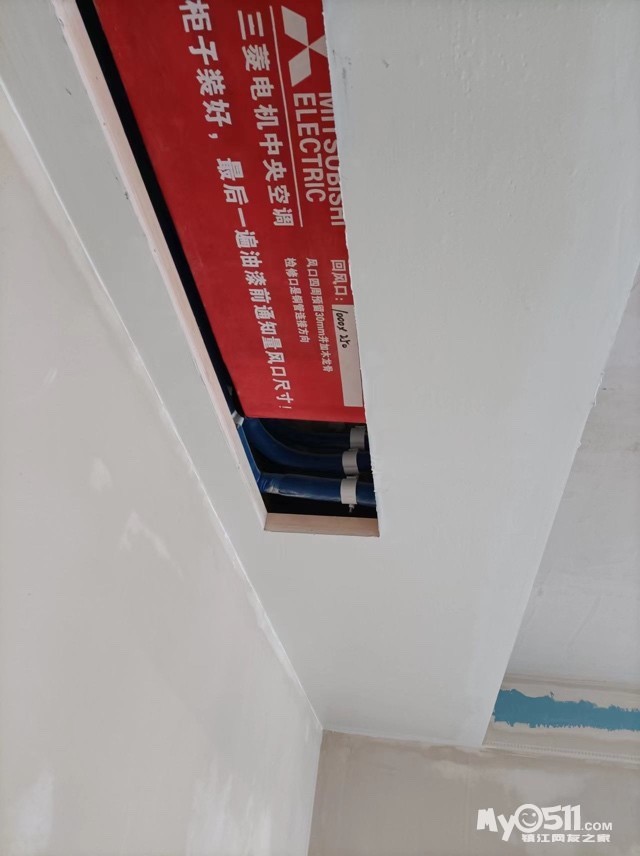 MITSUBISHI
ELECTRIC
三菱电机中央空调
柜子装好，最后一遍油漆前通知量风口尺寸！
回风口：1000x250
风口四周预留30mm并加木龙骨
检修口是铜管连接方向
My0511.COM
镇江网友之家